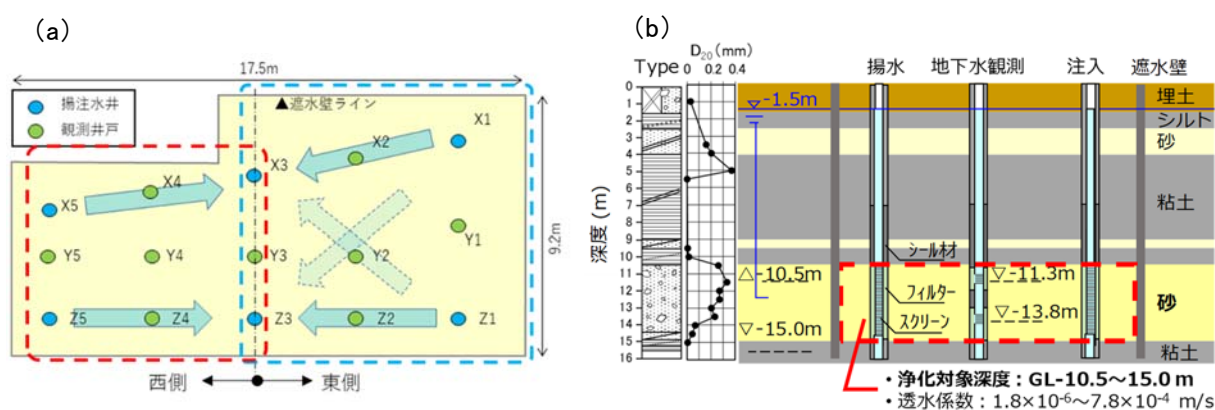 (a)
17.5m
揚注水井
観測井戸
▲遮水壁ライン
X1
X2
X3
X4
X5
Y1
Y2
Y3
Y4
Y5
Z1
Z2
Z3
Z4
Z5
9.2m
西側
東側
(b)
D20(mm)
Type 0 0.2 0.4
揚水
地下水観測
注入
遮水壁
深度(m)
0
1
2
3
4
5
6
7
8
9
10
11
12
13
14
15
16
▽-1.5m
埋土
シルト
砂
粘土
シール材
△-10.5m
▽-11.3m
フィルター
▽-13.8m
スクリーン
砂
▽-15.0m
粘土
・浄化対象深度:GL-10.5~15.0 m
・透水係数:1.8×10-6~7.8×10-4 m/s